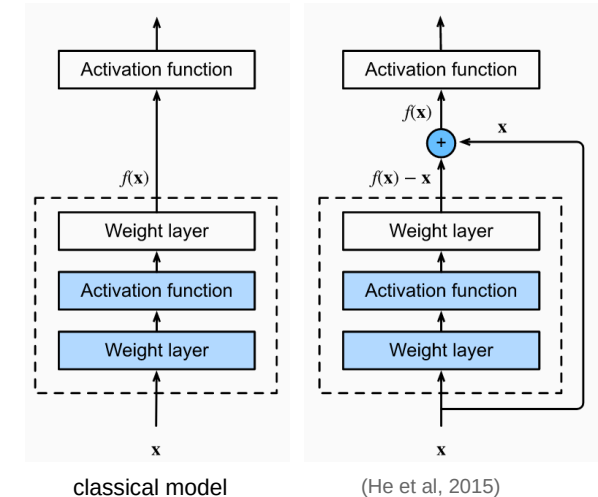 Activation function
f(x)
Weight layer
Activation function
Weight layer
x
classical model
Activation function
f(x)
x
+
f(x) − x
Weight layer
Activation function
Weight layer
x
(He et al, 2015)